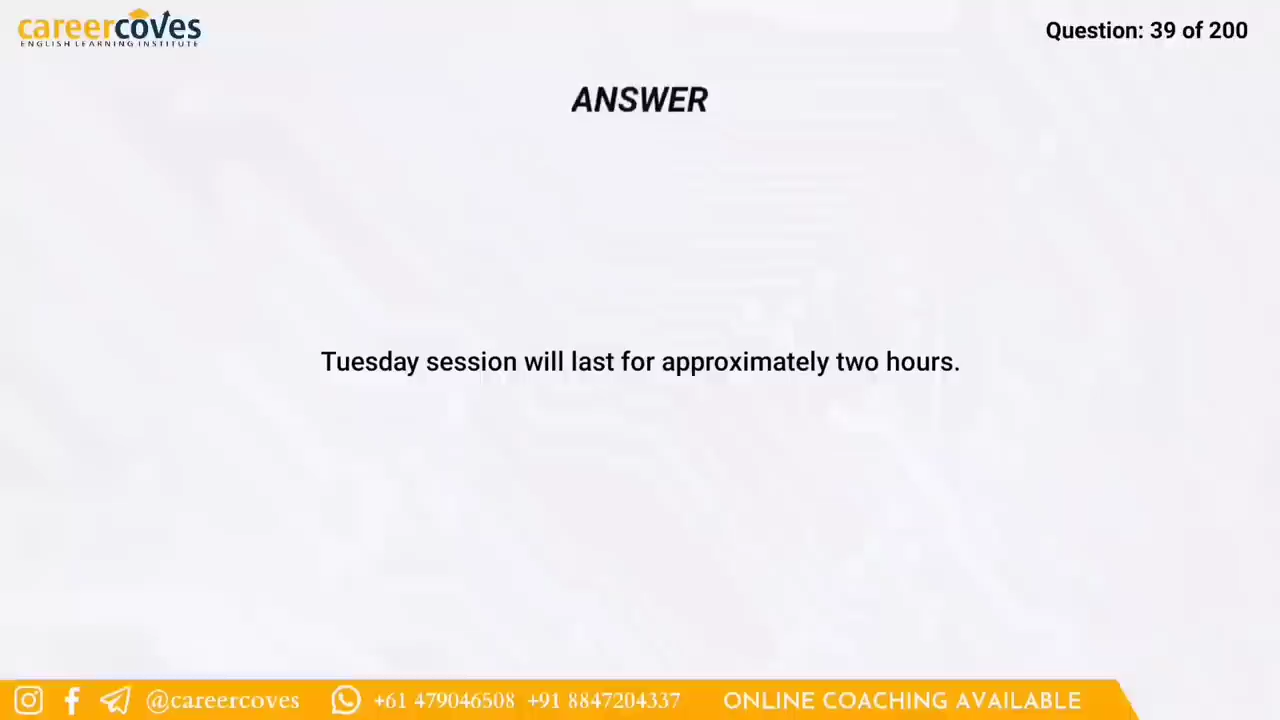 careercoves
ENGLISH LEARNING INSTITUTE
Question: 39 of 200
ANSWER
Tuesday session will last for approximately two hours.
@careercoves +61 479046508 +91 8847204337 ONLINE COACHING AVAILABLE